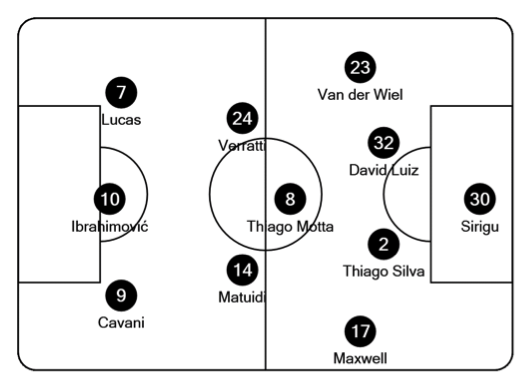 23
Van der Wiel
7
Lucas
24
Verratti
32
David Luiz
10
Ibrahimović
8
Thiago Motta
30
Sirigu
2
Thiago Silva
14
Matuidi
9
Cavani
17
Maxwell